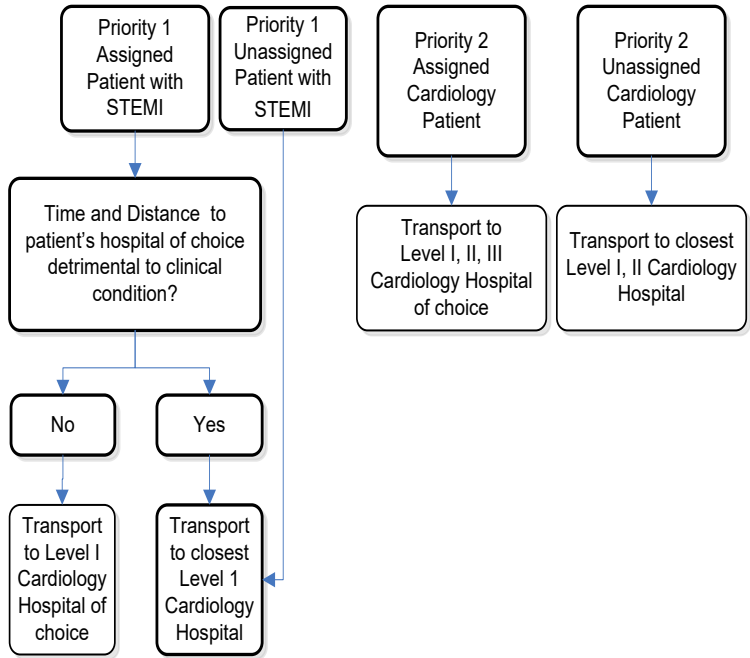 Priority 1
Assigned
Patient with
STEMI
Priority 1
Unassigned
Patient with
STEMI
Priority 2
Assigned
Cardiology
Patient
Priority 2
Unassigned
Cardiology
Patient
Time and Distance to
patient’s hospital of choice
detrimental to clinical
condition?
Transport to
Level I, II, III
Cardiology Hospital
of choice
Transport to closest
Level I, II Cardiology
Hospital
No
Yes
Transport
to Level I
Cardiology
Hospital of
choice
Transport
to closest
Level 1
Cardiology
Hospital